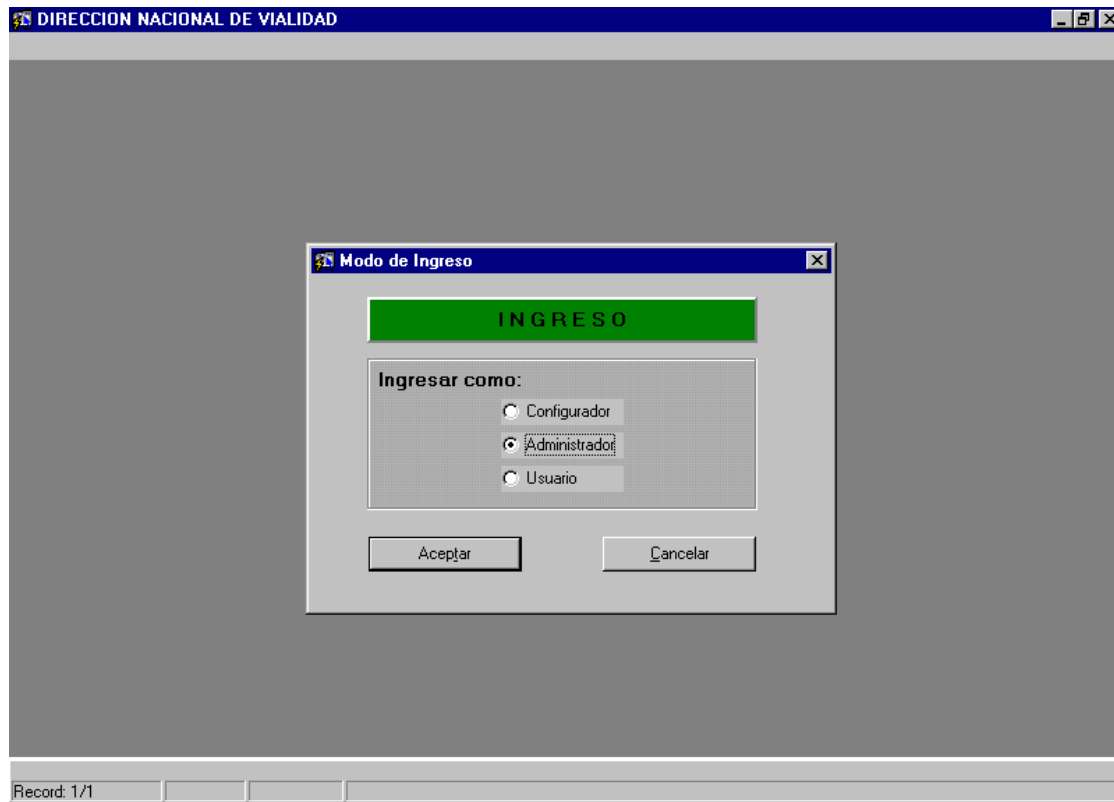 DIRECCION NACIONAL DE VIALIDAD
Modo de Ingreso
INGRESO
Ingresar como:
Configurador
Administrador
Usuario
Aceptar
Cancelar
Record: 1/1